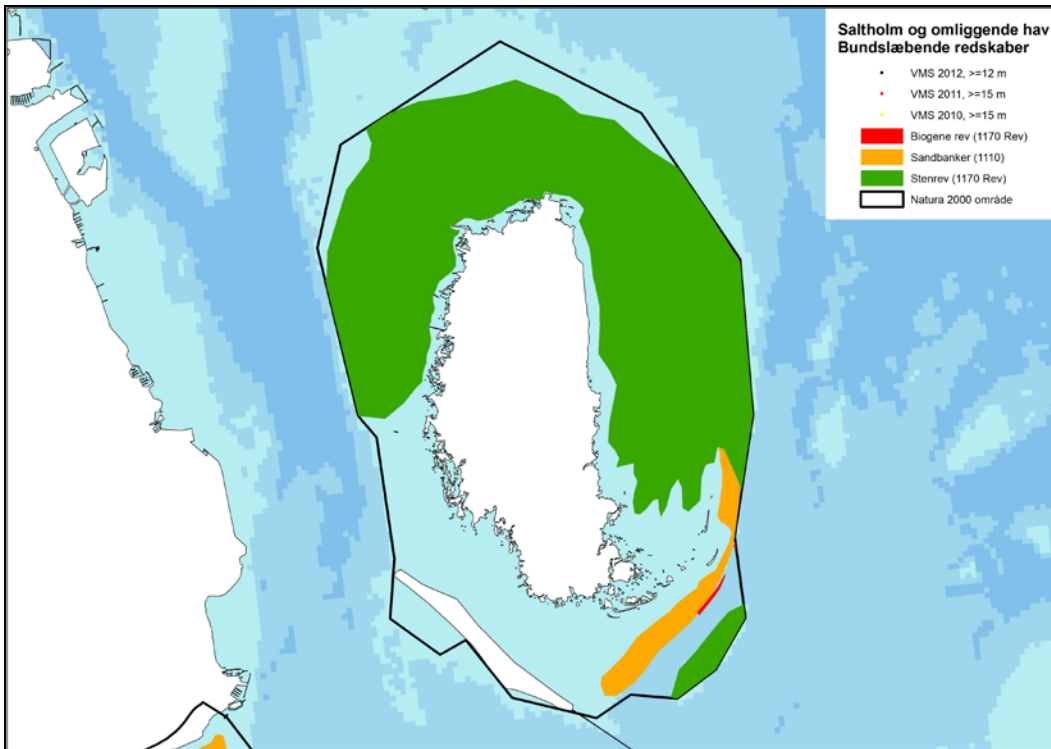 Saltholm og omliggende hav
Bundslæbende redskaber
VMS 2012, >=12 m
VMS 2011, >=15 m
VMS 2010, >=15 m
Biogene rev (1170 Rev)
Sandbanker (1110)
Stenrev (1170 Rev)
Natura 2000 område